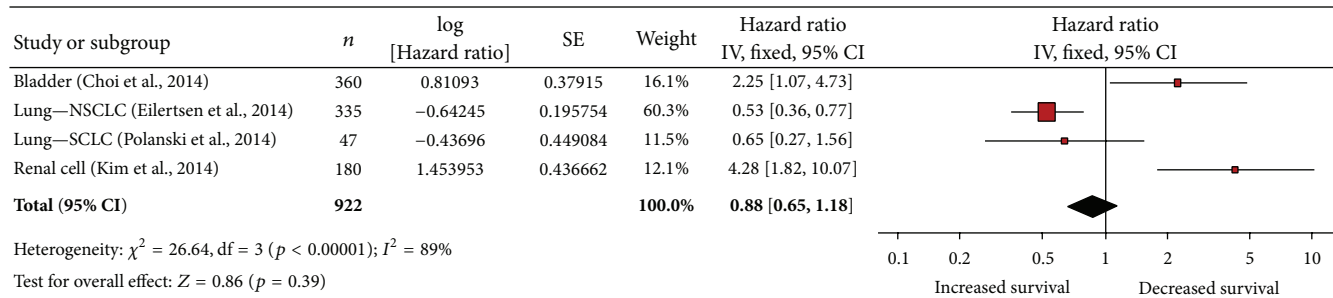 Study or subgroup n log [Hazard ratio] SE Weight Hazard ratio IV, fixed, 95% CI Hazard ratio IV, fixed, 95% CI
Bladder (Choi et al., 2014) 360 0.81093 0.37915 16.1% 2.25 [1.07, 4.73]
Lung—NSCLC (Eilertsen et al., 2014) 335 −0.64245 0.195754 60.3% 0.53 [0.36, 0.77]
Lung—SCLC (Polanski et al., 2014) 47 −0.43696 0.449084 11.5% 0.65 [0.27, 1.56]
Renal cell (Kim et al., 2014) 180 1.453953 0.436662 12.1% 4.28 [1.82, 10.07]
Total (95% CI) 922 100.0% 0.88 [0.65, 1.18]
Heterogeneity: χ² = 26.64, df = 3 (p < 0.00001); I² = 89%
Test for overall effect: Z = 0.86 (p = 0.39)
0.1 0.2 0.5 1 2 5 10
Increased survival Decreased survival